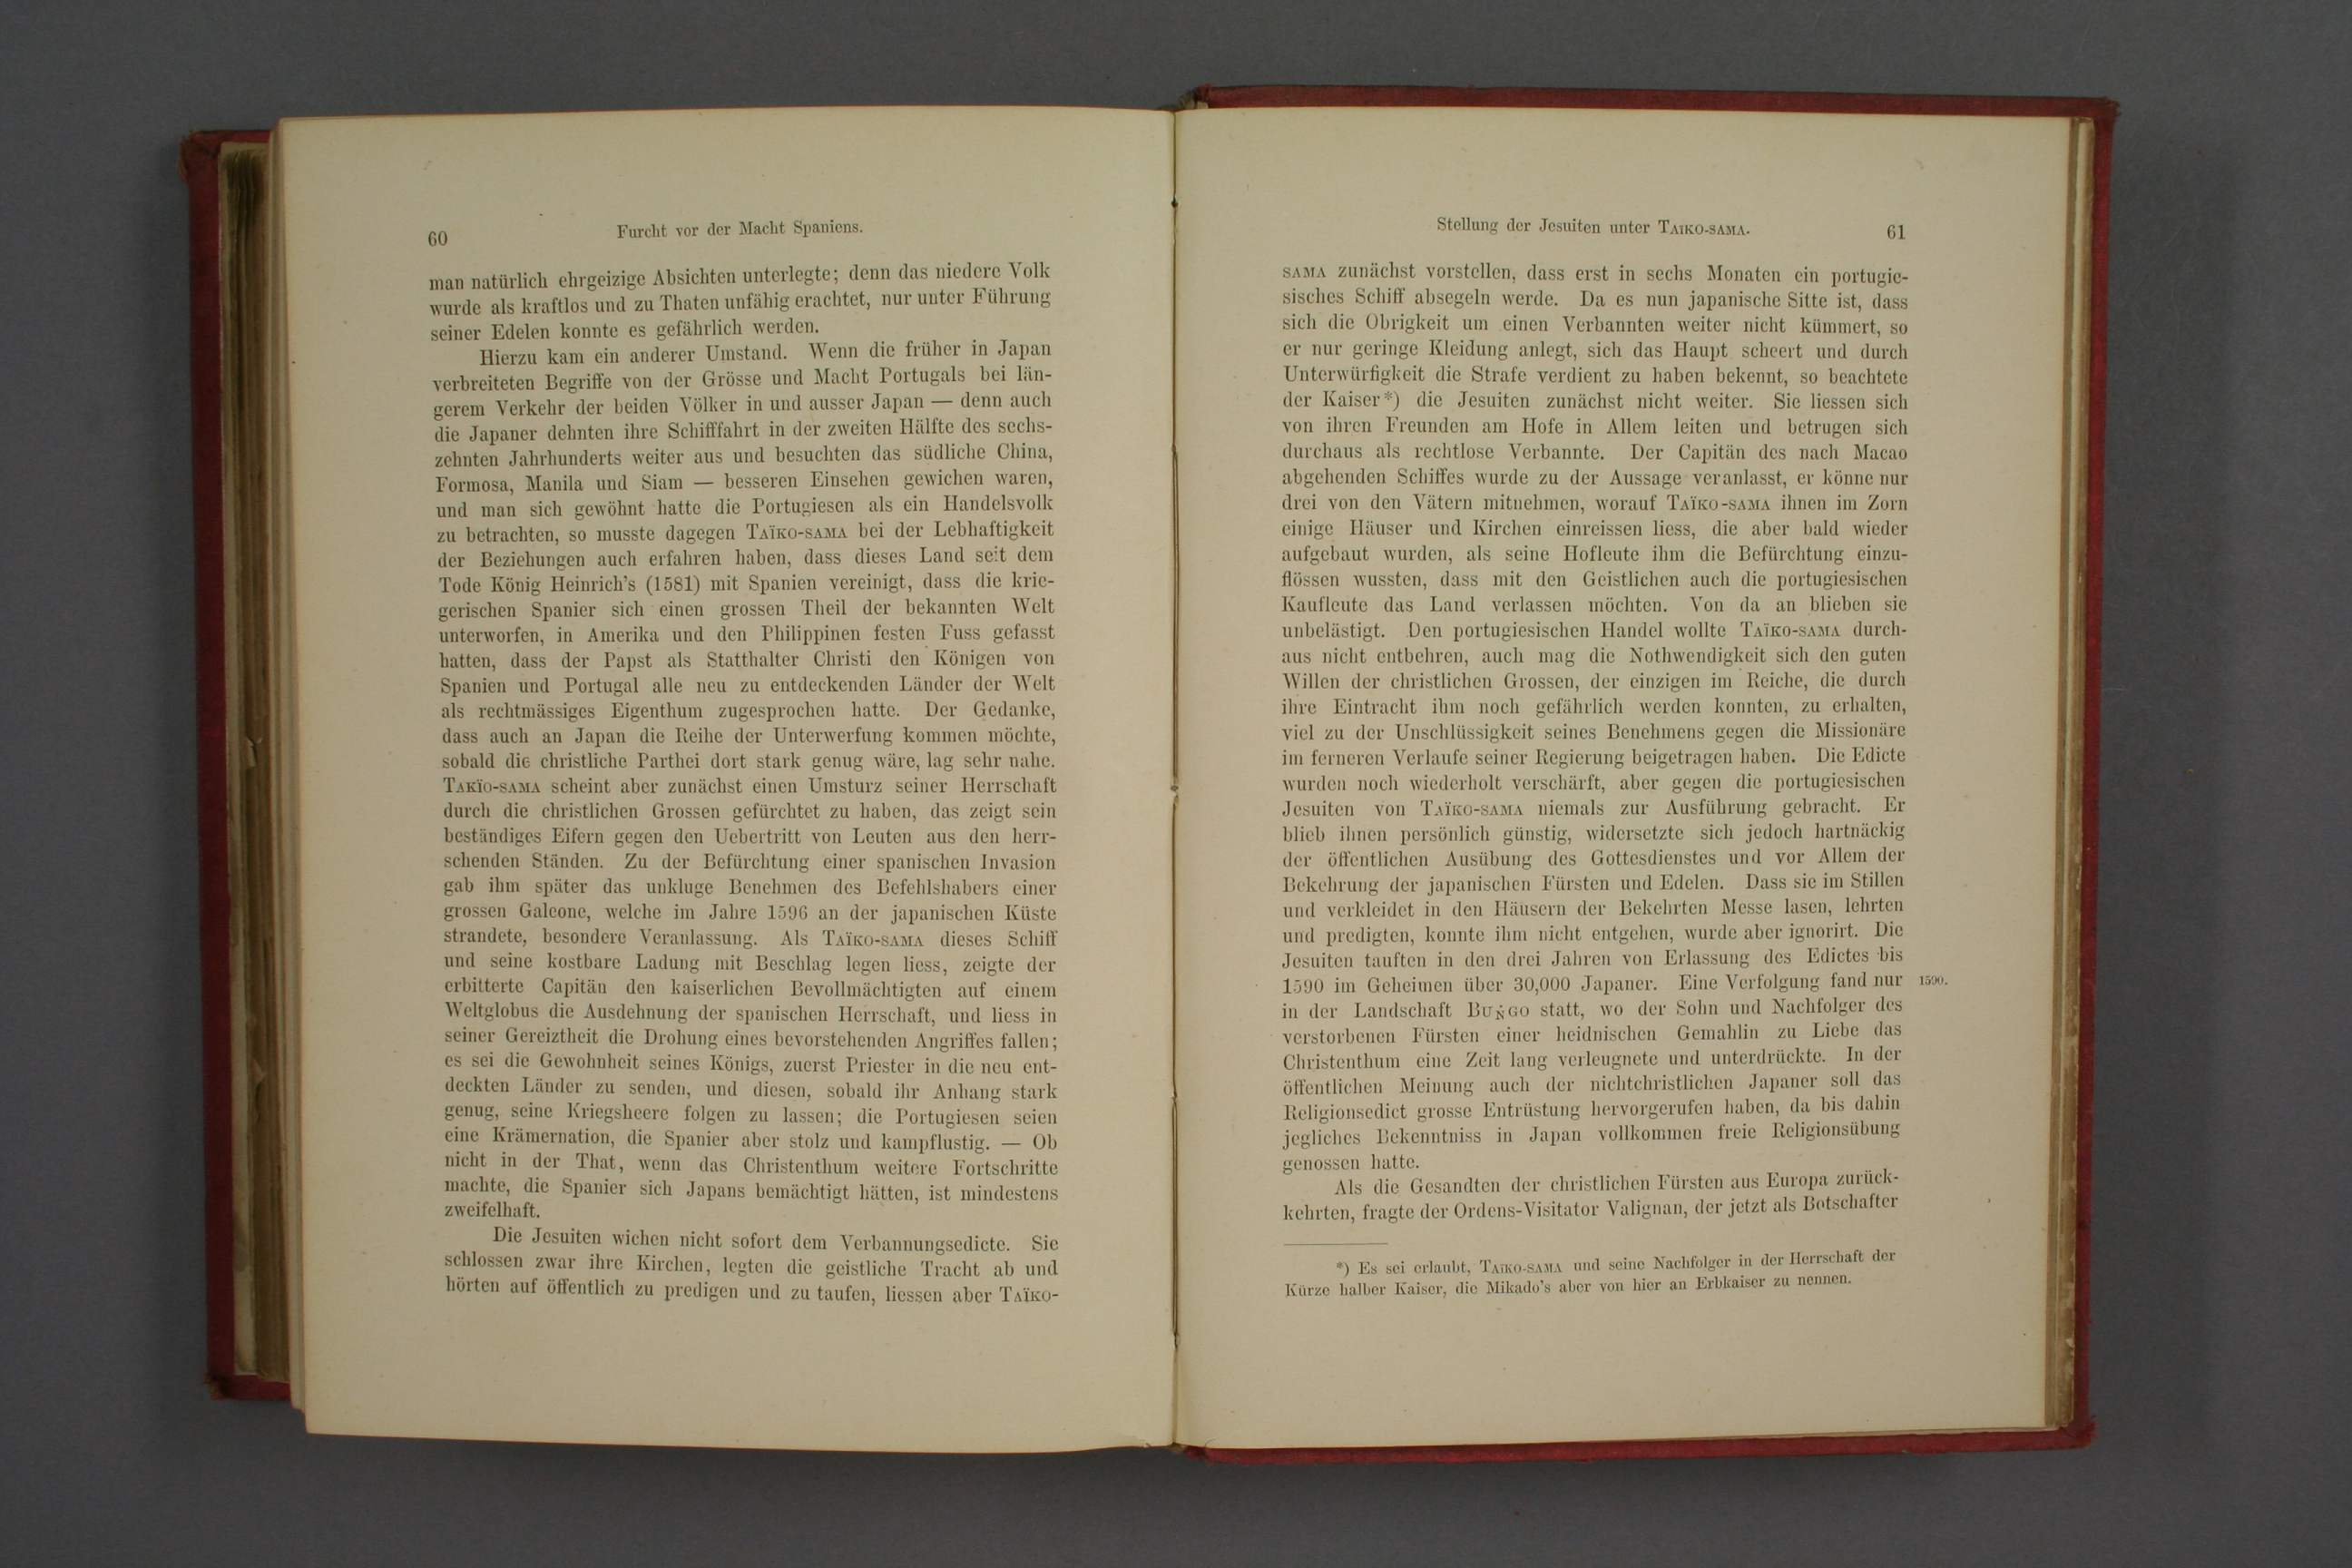 60
Furcht vor der Macht Spaniens.
man natürlich ehrgeizige Absichten unterlegte; denn das niedere Volk
wurde als kraftlos und zu Thaten unfähig erachtet, nur unter Führung
seiner Edelen konnte es gefährlich werden.
Hierzu kam ein anderer Umstand. Wenn die früher in Japan
verbreiteten Begriffe von der Grösse und Macht Portugals bei län-
gerem Verkehr der beiden Völker in und ausser Japan — denn auch
die Japaner dehnten ihre Schifffahrt in der zweiten Hälfte des sechs-
zehnten Jahrhunderts weiter aus und besuchten das südliche China,
Formosa, Manila und Siam — besseren Einsehen gewichen waren,
und man sich gewöhnt hatte die Portugiesen als ein Handelsvolk
zu betrachten, so musste dagegen TAÏKO-SAMA bei der Lebhaftigkeit
der Beziehungen auch erfahren haben, dass dieses Land seit dem
Tode König Heinrich's (1581) mit Spanien vereinigt, dass die krie-
gerischen Spanier sich einen grossen Theil der bekannten Welt
unterworfen, in Amerika und den Philippinen festen Fuss gefasst
hatten, dass der Papst als Statthalter Christi den Königen von
Spanien und Portugal alle neu zu entdeckenden Länder der Welt
als rechtmässiges Eigenthum zugesprochen hatte. Der Gedanke,
dass auch an Japan die Reihe der Unterwerfung kommen möchte,
sobald die christliche Parthei dort stark genug wäre, lag sehr nahe.
TAKÏO-SAMA scheint aber zunächst einen Umsturz seiner Herrschaft
durch die christlichen Grossen gefürchtet zu haben, das zeigt sein
beständiges Eifern gegen den Uebertritt von Leuten aus den herr-
schenden Ständen. Zu der Befürchtung einer spanischen Invasion
gab ihm später das unkluge Benehmen des Befehlshabers einer
grossen Galeone, welche im Jahre 1596 an der japanischen Küste
strandete, besondere Veranlassung. Als TAÏKO-SAMA dieses Schiff
und seine kostbare Ladung mit Beschlag legen liess, zeigte der
erbitterte Capitän den kaiserlichen Bevollmächtigten auf einem
Weltglobus die Ausdehnung der spanischen Herrschaft, und liess in
seiner Gereiztheit die Drohung eines bevorstehenden Angriffes fallen;
es sei die Gewohnheit seines Königs, zuerst Priester in die neu ent-
deckten Länder zu senden, und diesen, sobald ihr Anhang stark
genug, seine Kriegsheere folgen zu lassen; die Portugiesen seien
eine Krämernation, die Spanier aber stolz und kampflustig. — Ob
nicht in der That, wenn das Christenthum weitere Fortschritte
machte, die Spanier sich Japans bemächtigt hätten, ist mindestens
zweifelhaft.
Die Jesuiten wichen nicht sofort dem Verbannungsedicte. Sie
schlossen zwar ihre Kirchen, legten die geistliche Tracht ab und
hörten auf öffentlich zu predigen und zu taufen, liessen aber TAÏKO-
Stellung der Jesuiten unter TAÏKO-SAMA.
61
SAMA zunächst vorstellen, dass erst in sechs Monaten ein portugie-
sisches Schiff absegeln werde. Da es nun japanische Sitte ist, dass
sich die Obrigkeit um einen Verbannten weiter nicht kümmert, so
er nur geringe Kleidung anlegt, sich das Haupt scheert und durch
Unterwürfigkeit die Strafe verdient zu haben bekennt, so beachtete
der Kaiser*) die Jesuiten zunächst nicht weiter. Sie liessen sich
von ihren Freunden am Hofe in Allem leiten und betrugen sich
durchaus als rechtlose Verbannte. Der Capitän des nach Macao
abgehenden Schiffes wurde zu der Aussage veranlasst, er könne nur
drei von den Vätern mitnehmen, worauf TAÏKO-SAMA ihnen im Zorn
einige Häuser und Kirchen einreissen liess, die aber bald wieder
aufgebaut wurden, als seine Hofleute ihm die Befürchtung einzu-
flössen wussten, dass mit den Geistlichen auch die portugiesischen
Kaufleute das Land verlassen möchten. Von da an blieben sie
unbelästigt. Den portugiesischen Handel wollte TAÏKO-SAMA durch-
aus nicht entbehren, auch mag die Nothwendigkeit sich den guten
Willen der christlichen Grossen, der einzigen im Reiche, die durch
ihre Eintracht ihm noch gefährlich werden konnten, zu erhalten,
viel zu der Unschlüssigkeit seines Benehmens gegen die Missionäre
im ferneren Verlaufe seiner Regierung beigetragen haben. Die Edicte
wurden noch wiederholt verschärft, aber gegen die portugiesischen
Jesuiten von TAÏKO-SAMA niemals zur Ausführung gebracht. Er
blieb ihnen persönlich günstig, widersetzte sich jedoch hartnäckig
der öffentlichen Ausübung des Gottesdienstes und vor Allem der
Bekehrung der japanischen Fürsten und Edelen. Dass sie im Stillen
und verkleidet in den Häusern der Bekehrten Messe lasen, lehrten
und predigten, konnte ihm nicht entgehen, wurde aber ignorirt. Die
Jesuiten tauften in den drei Jahren von Erlassung des Edictes bis
1590 im Geheimen über 30,000 Japaner. Eine Verfolgung fand nur 1590.
in der Landschaft BUṄGO statt, wo der Sohn und Nachfolger des
verstorbenen Fürsten einer heidnischen Gemahlin zu Liebe das
Christenthum eine Zeit lang verleugnete und unterdrückte. In der
öffentlichen Meinung auch der nichtchristlichen Japaner soll das
Religionsedict grosse Entrüstung hervorgerufen haben, da bis dahin
jegliches Bekenntniss in Japan vollkommen freie Religionsübung
genossen hatte.
Als die Gesandten der christlichen Fürsten aus Europa zurück-
kehrten, fragte der Ordens-Visitator Valignan, der jetzt als Botschafter
*) Es sei erlaubt, TAÏKO-SAMA und seine Nachfolger in der Herrschaft der
Kürze halber Kaiser, die Mikado's aber von hier an Erbkaiser zu nennen.